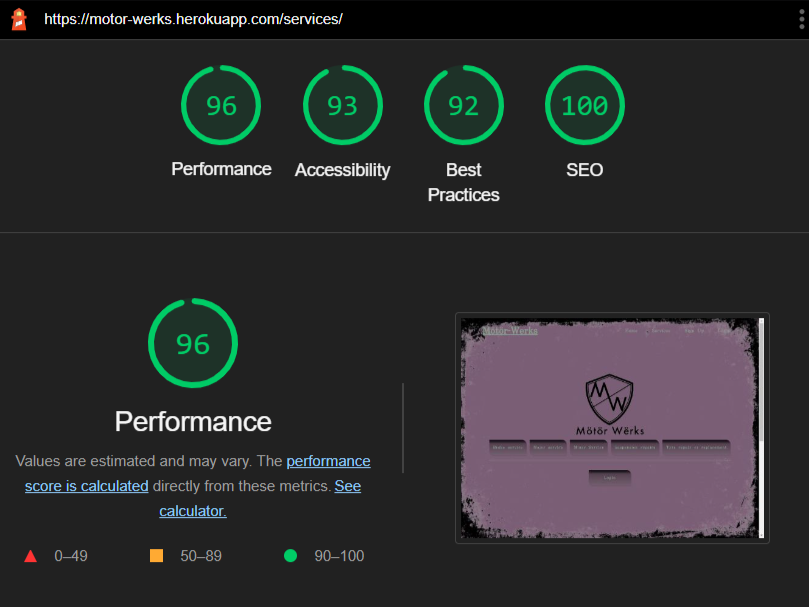 https://motor-werks.herokuapp.com/services/
96
93
92
100
Performance
Accessibility
Best
Practices
SEO
96
Performance
Values are estimated and may vary. The performance
score is calculated directly from these metrics. See
calculator.
0–49
50–89
90–100
Mötör-Werks
MW
Mötör Wërks
Login